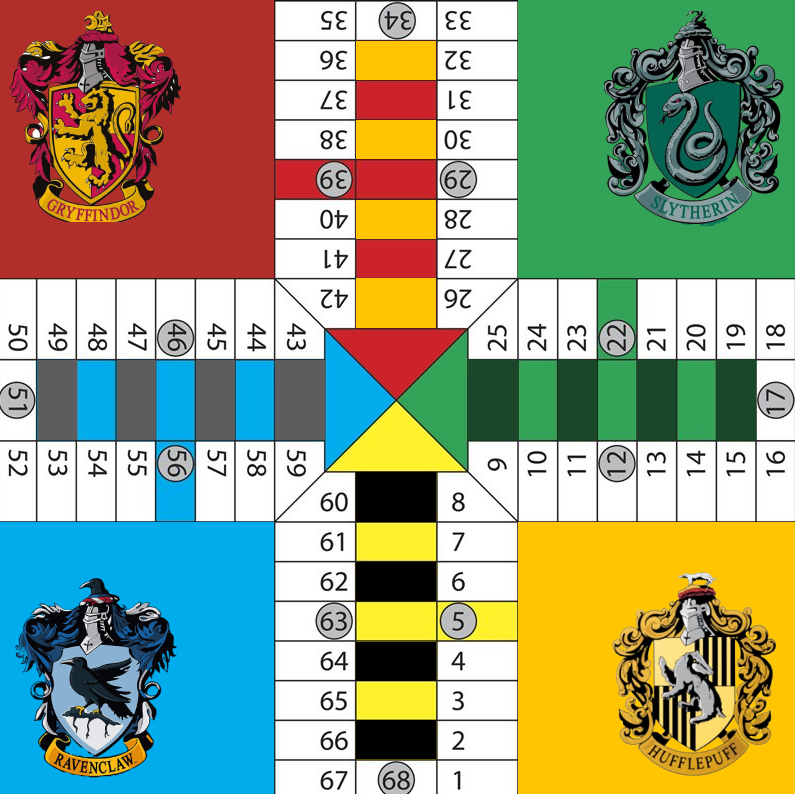 35 34 33
36 32
37 31
38 30
39 29
40 28
41 27
42 26
GRYFFINDOR
SLYTHERIN
50 49 48 47 46 45 44 43
25 24 23 22 21 20 19 18
51
17
52 53 54 55 56 57 58 59
9 10 11 12 13 14 15 16
60 8
61 7
62 6
63 5
64 4
65 3
66 2
67 68 1
RAVENCLAW
HUFFLEPUFF